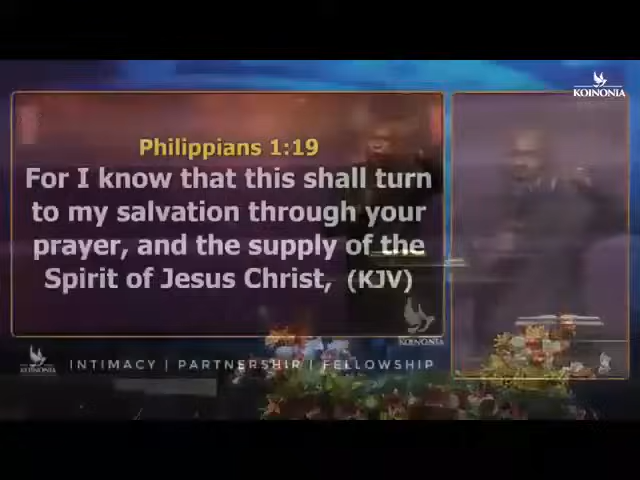 KOINONIA
Philippians 1:19
For I know that this shall turn
to my salvation through your
prayer, and the supply of the
Spirit of Jesus Christ, (KJV)
KOINONIA
KOINONIA
INTIMACY | PARTNERSHIP | FELLOWSHIP